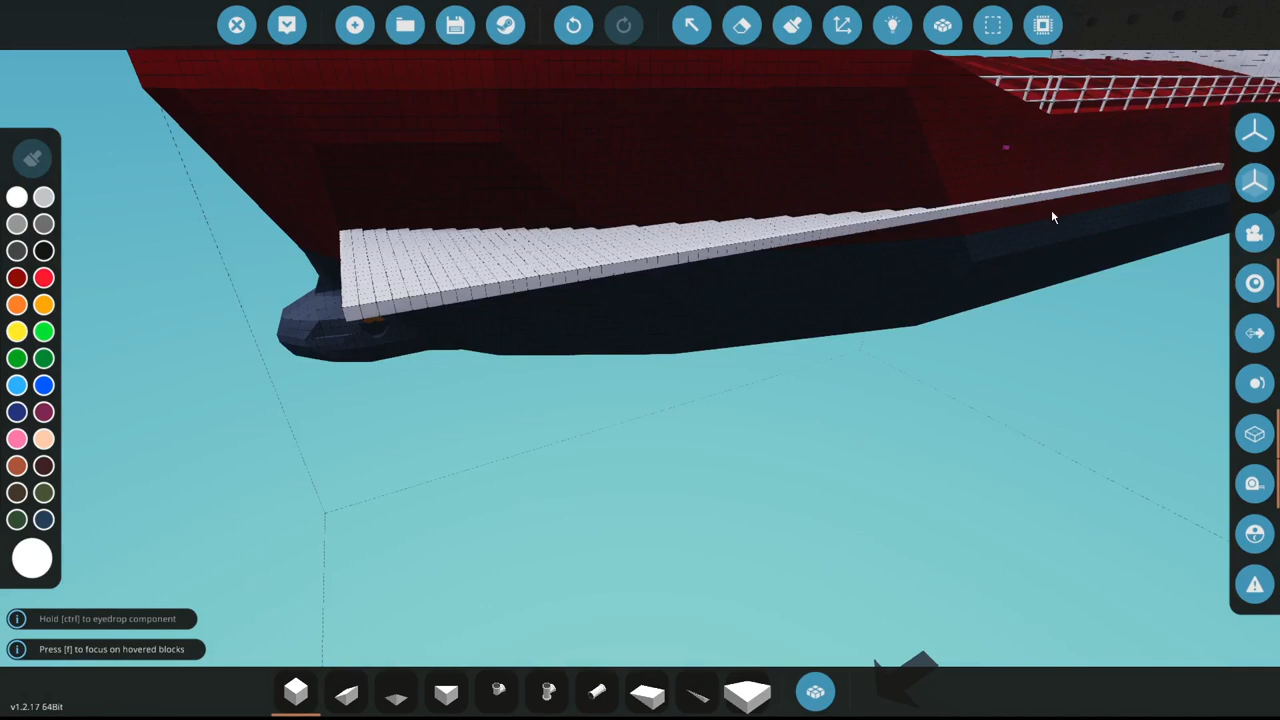 Hold [ctrl] to eyedrop component
Press [f] to focus on hovered blocks
v1.2.17 64Bit